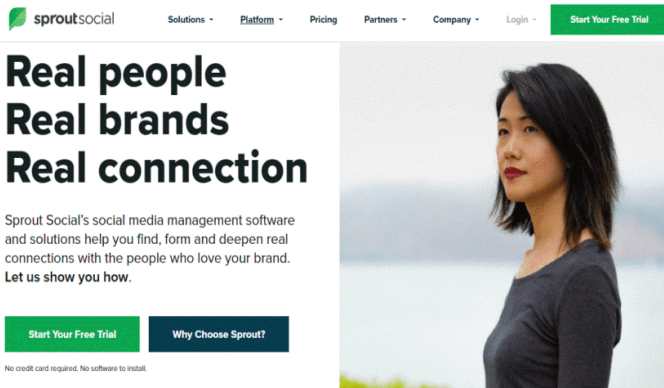 sproutsocial
Solutions
Platform
Pricing
Partners
Company
Login
Start Your Free Trial
Real people
Real brands
Real connection
Sprout Social's social media management software
and solutions help you find, form and deepen real
connections with the people who love your brand.
Let us show you how.
Start Your Free Trial
Why Choose Sprout?
No credit card required. No software to install.